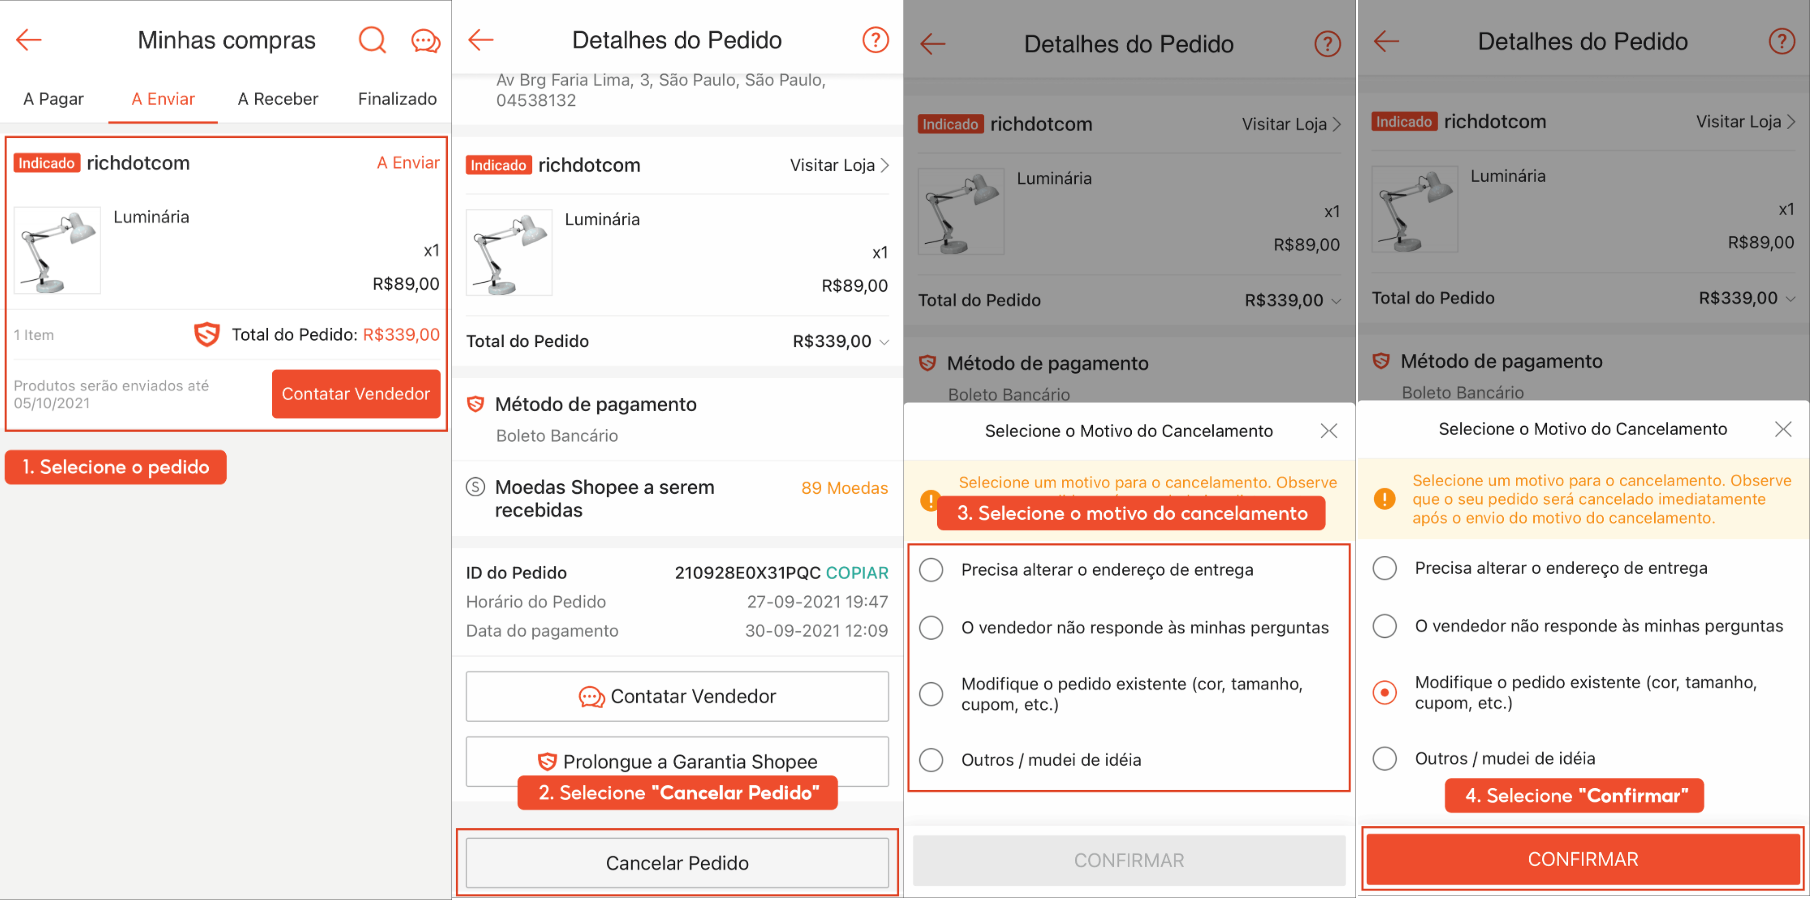 Minhas compras
A Pagar
A Enviar
A Receber
Finalizado
Indicado richdotcom
A Enviar
Luminária
x1
R$89,00
1 Item
Total do Pedido: R$339,00
Produtos serão enviados até
05/10/2021
Contatar Vendedor
1. Selecione o pedido
Detalhes do Pedido
?
Av Brg Faria Lima, 3, São Paulo, São Paulo,
04538132
Indicado richdotcom
Visitar Loja
Luminária
x1
R$89,00
Total do Pedido
R$339,00
Método de pagamento
Boleto Bancário
S Moedas Shopee a serem
recebidas
89 Moedas
ID do Pedido
210928E0X31PQC COPIAR
Horário do Pedido
27-09-2021 19:47
Data do pagamento
30-09-2021 12:09
Contatar Vendedor
Prolongue a Garantia Shopee
2. Selecione "Cancelar Pedido"
Cancelar Pedido
Detalhes do Pedido
?
Indicado richdotcom
Visitar Loja
Luminária
x1
R$89,00
Total do Pedido
R$339,00
Método de pagamento
Boleto Bancário
Selecione o Motivo do Cancelamento
Selecione um motivo para o cancelamento. Observe
3. Selecione o motivo do cancelamento
Precisa alterar o endereço de entrega
O vendedor não responde às minhas perguntas
Modifique o pedido existente (cor, tamanho,
cupom, etc.)
Outros / mudei de idéia
CONFIRMAR
Detalhes do Pedido
?
Indicado richdotcom
Visitar Loja
Luminária
x1
R$89,00
Total do Pedido
R$339,00
Método de pagamento
Boleto Bancário
Selecione o Motivo do Cancelamento
Selecione um motivo para o cancelamento. Observe
que o seu pedido será cancelado imediatamente
após o envio do motivo do cancelamento.
Precisa alterar o endereço de entrega
O vendedor não responde às minhas perguntas
Modifique o pedido existente (cor, tamanho,
cupom, etc.)
Outros / mudei de idéia
4. Selecione "Confirmar"
CONFIRMAR